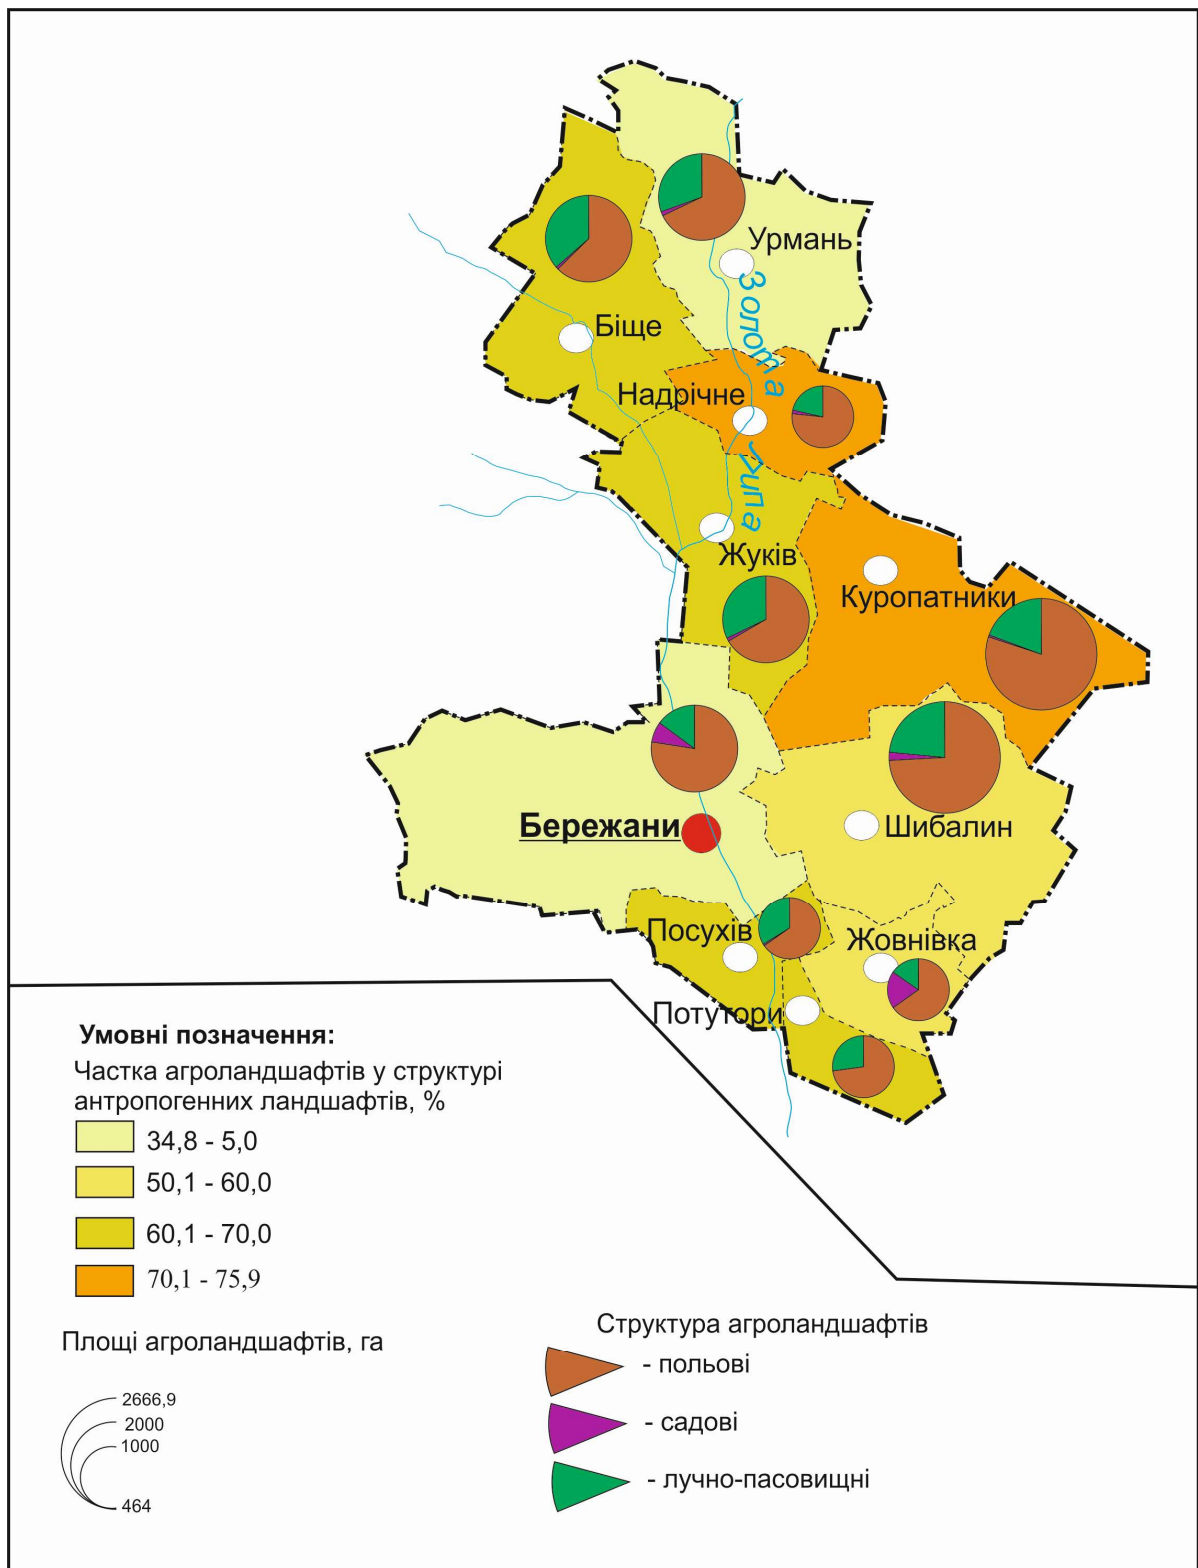 Урмань
Золота
Біще
Надрічне
Липа
Жуків
Куропатники
Бережани
Шибалин
Посухів
Жовнівка
Потутори
Умовні позначення:
Частка агроландшафтів у структурі
антропогенних ландшафтів, %
34,8 - 5,0
50,1 - 60,0
60,1 - 70,0
70,1 - 75,9
Площі агроландшафтів, га
2666,9
2000
1000
464
Структура агроландшафтів
- польові
- садові
- лучно-пасовищні